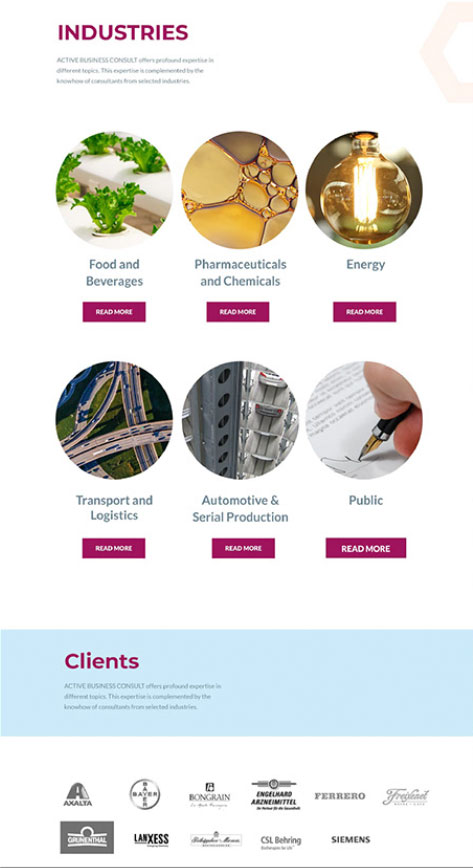 INDUSTRIES
ACTIVE BUSINESS CONSULT offers profound expertise in
different topics. This expertise is complemented by the
knowhow of consultants from selected industries.
Food and
Beverages
Pharmaceuticals
and Chemicals
Energy
READ MORE
READ MORE
READ MORE
Transport and
Logistics
Automotive &
Serial Production
Public
READ MORE
READ MORE
READ MORE
Clients
ACTIVE BUSINESS CONSULT offers profound expertise in
different topics. This expertise is complemented by the
knowhow of consultants from selected industries.
AXALTA
BAYER
BAYER
BONGRAIN
ENGELHARD
ARZNEIMITTEL
FERRERO
Freixenet
GRÜNENTHAL
LANXESS
CSL Behring
SIEMENS